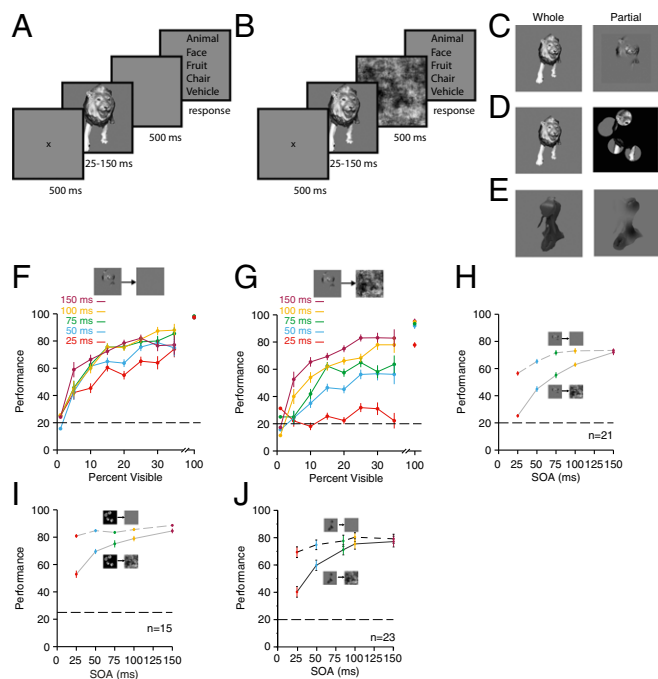 A
Animal
Face
Fruit
Chair
Vehicle
response
500 ms
25-150 ms
x
500 ms
B
Animal
Face
Fruit
Chair
Vehicle
response
500 ms
25-150 ms
x
500 ms
C
Whole
Partial
D
E
F
150 ms
100 ms
75 ms
50 ms
25 ms
Performance
100
80
60
40
20
0
0
10
20
30
100
Percent Visible
G
150 ms
100 ms
75 ms
50 ms
25 ms
Performance
100
80
60
40
20
0
0
10
20
30
100
Percent Visible
H
Performance
100
80
60
40
20
0
n=21
0
25
50
75
100
125
150
SOA (ms)
I
Performance
100
80
60
40
20
0
n=15
0
25
50
75
100
125
150
SOA (ms)
J
Performance
100
80
60
40
20
0
n=23
0
25
50
75
100
125
150
SOA (ms)